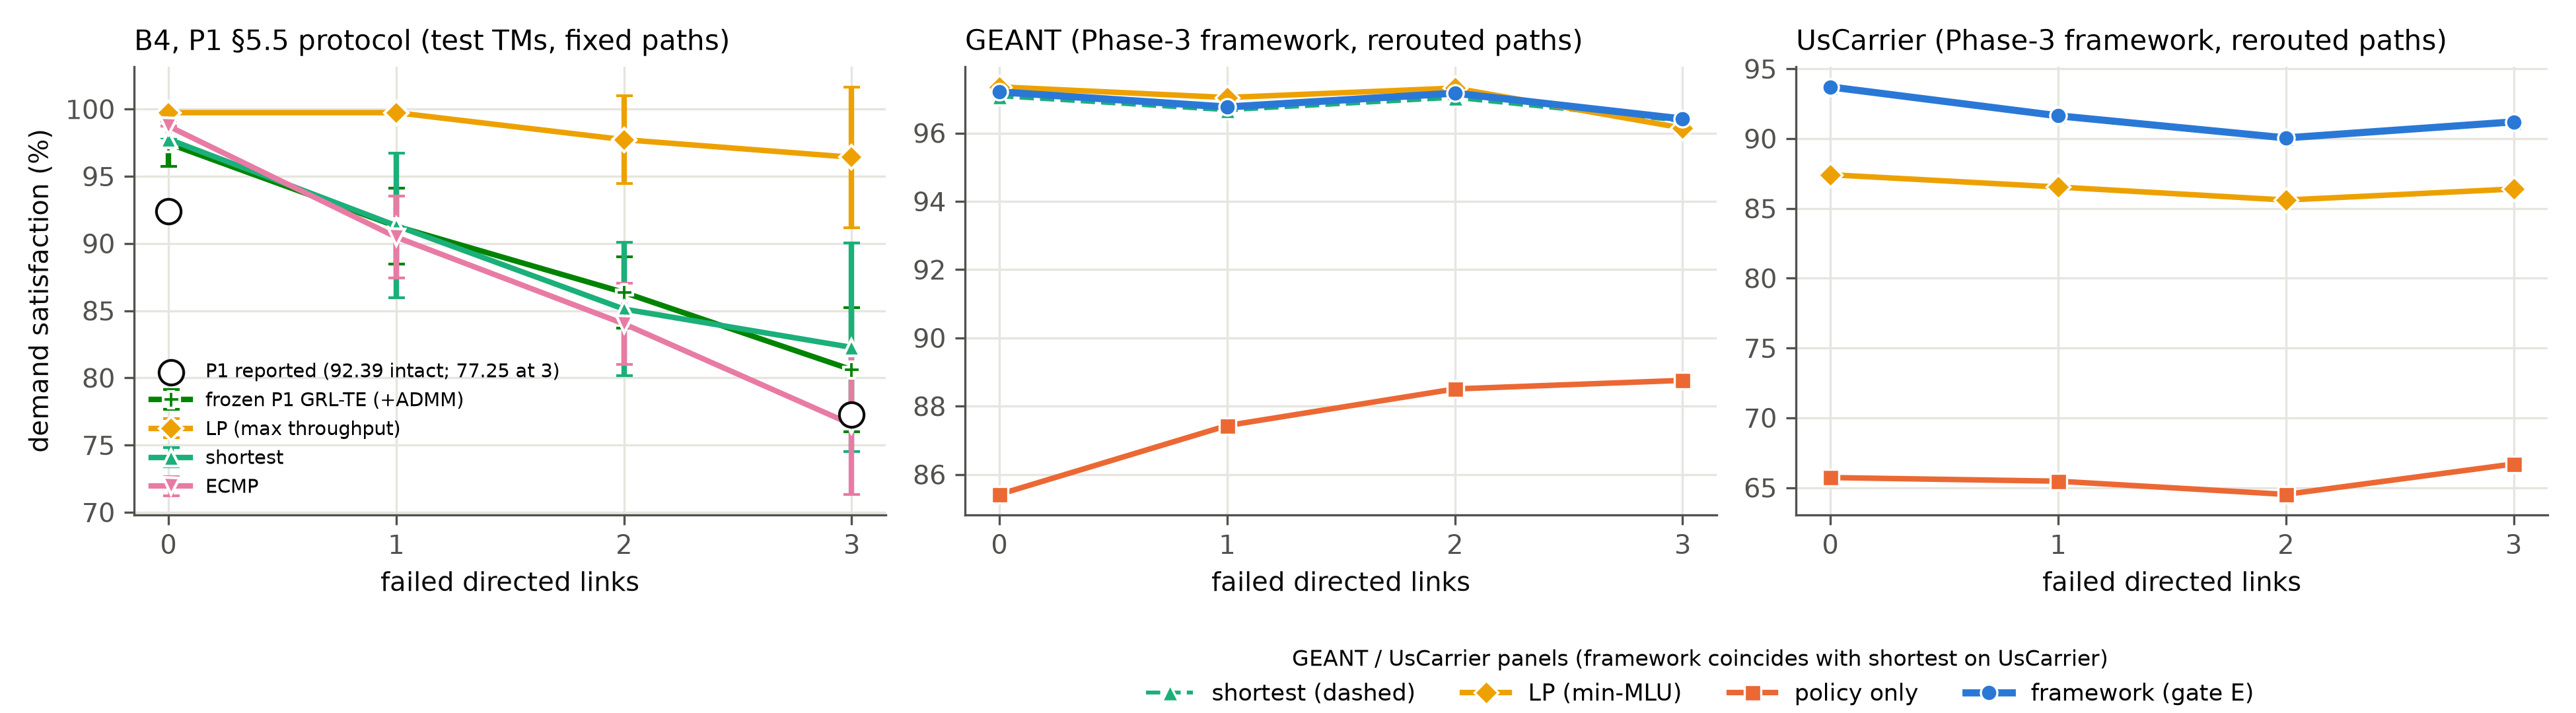 B4, P1 §5.5 protocol (test TMs, fixed paths)
demand satisfaction (%)
100
95
90
85
80
75
70
P1 reported (92.39 intact; 77.25 at 3)
frozen P1 GRL-TE (+ADMM)
LP (max throughput)
shortest
ECMP
0 1 2 3
failed directed links
GEANT (Phase-3 framework, rerouted paths)
96
94
92
90
88
86
0 1 2 3
failed directed links
UsCarrier (Phase-3 framework, rerouted paths)
95
90
85
80
75
70
65
0 1 2 3
failed directed links
GEANT / UsCarrier panels (framework coincides with shortest on UsCarrier)
shortest (dashed) LP (min-MLU) policy only framework (gate E)